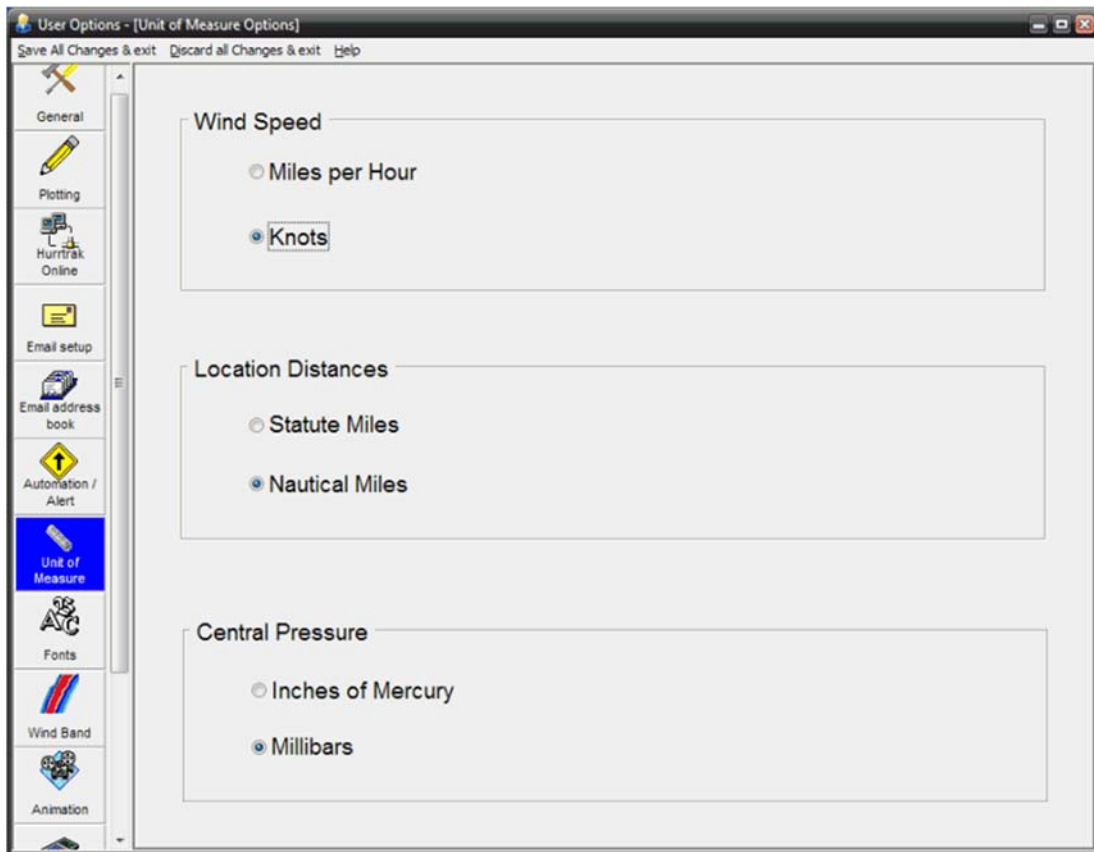 User Options - [Unit of Measure Options]
Save All Changes & exit Discard all Changes & exit Help
General
Plotting
Hurrtrak
Online
Email setup
Email address
book
Automation /
Alert
Unit of
Measure
Fonts
Wind Band
Animation
Wind Speed
Miles per Hour
Knots
Location Distances
Statute Miles
Nautical Miles
Central Pressure
Inches of Mercury
Millibars